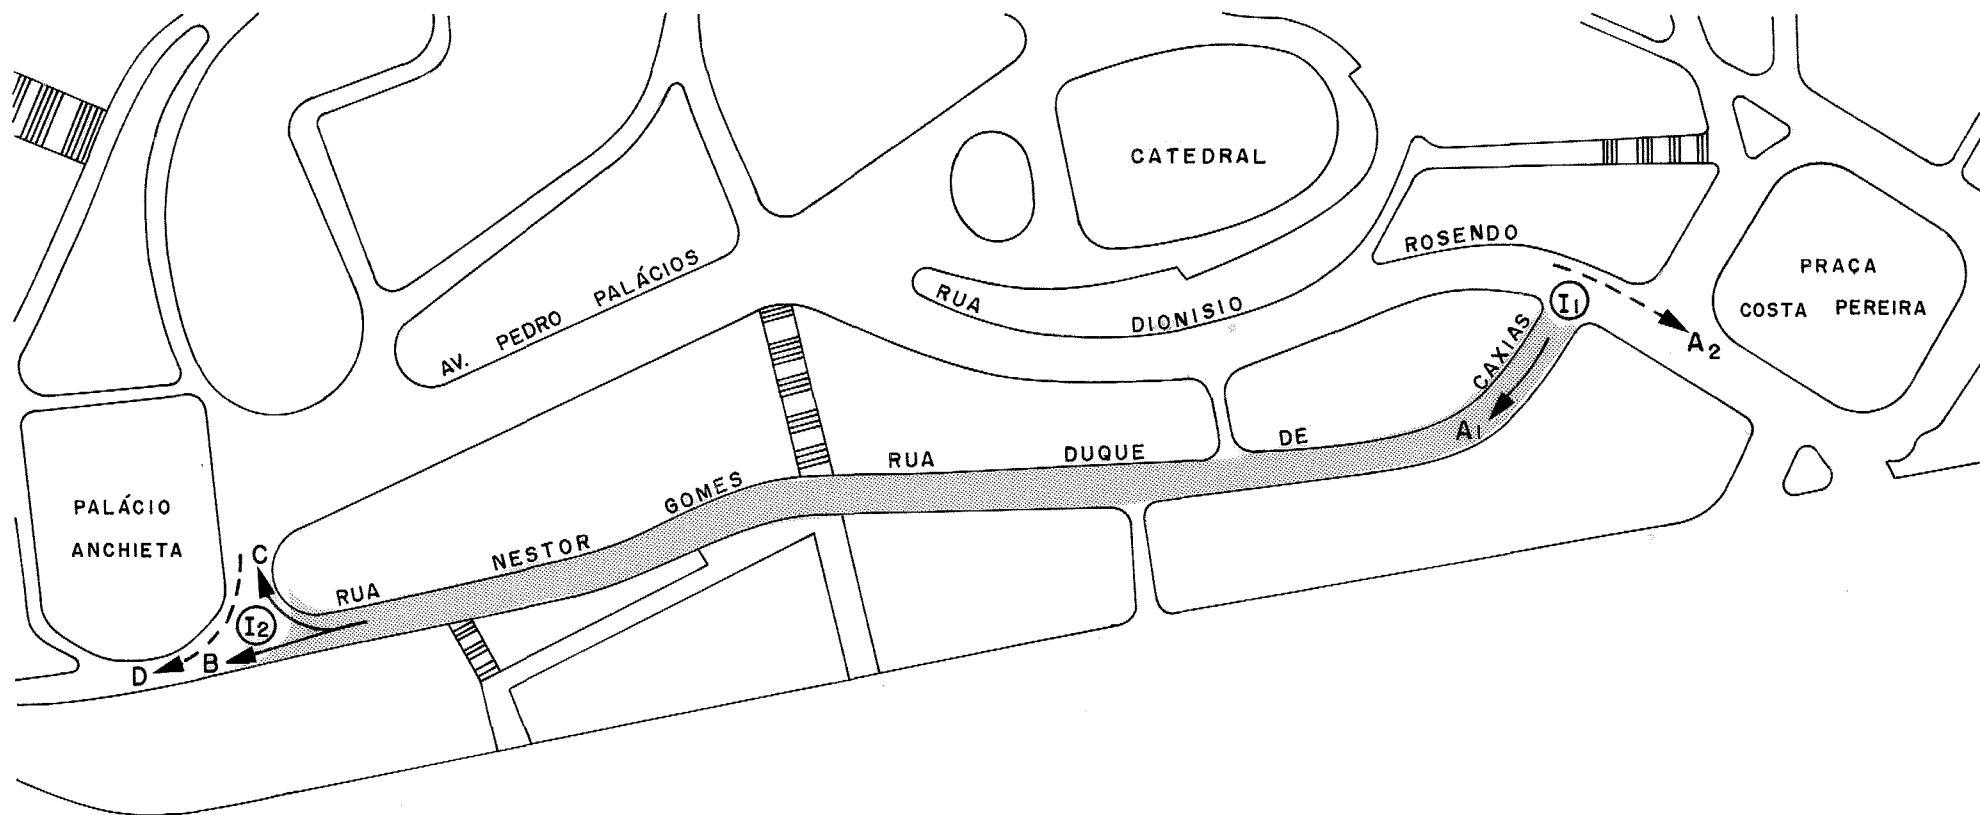 CATEDRAL
ROSENDO
PRAÇA
COSTA PEREIRA
AV. PEDRO PALÁCIOS
RUA DIONISIO
I1
A2
CAXIAS
A1
RUA DUQUE DE
PALÁCIO
ANCHIETA
RUA NESTOR GOMES
C
I2
B
D